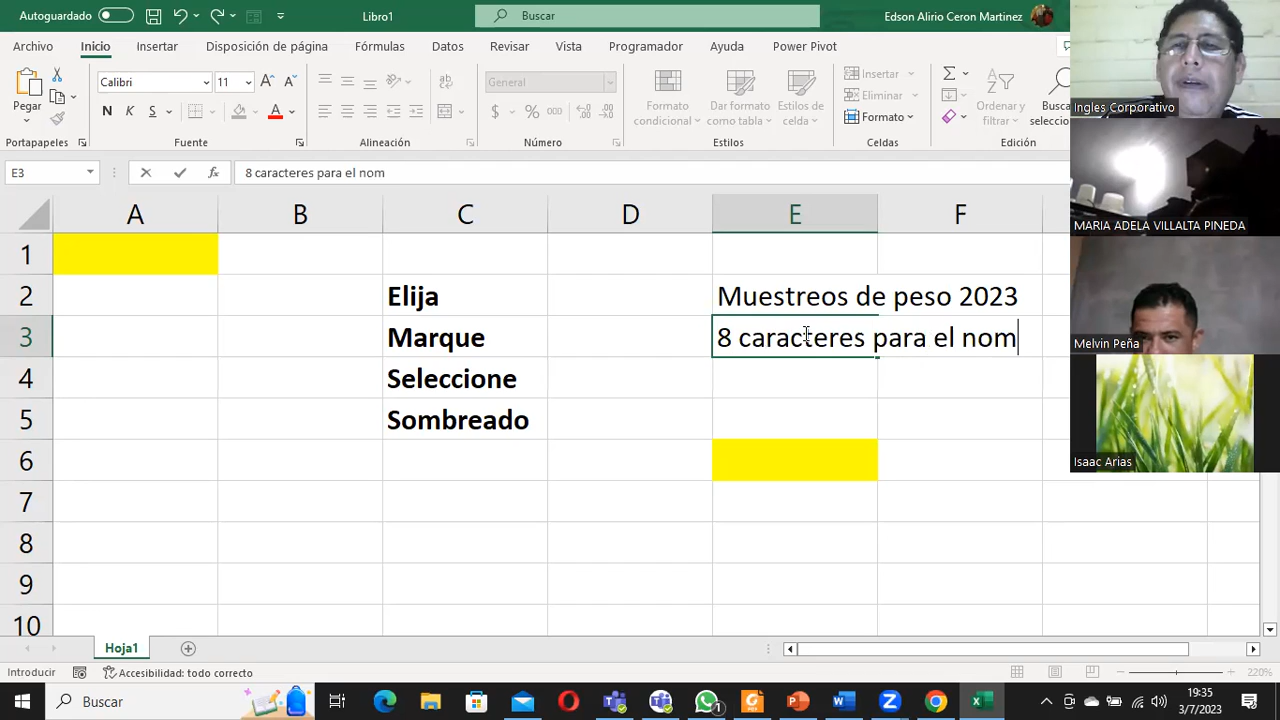 Autoguardado
Libro1
Buscar
Edson Alirio Ceron Martinez
Archivo
Inicio
Insertar
Disposición de página
Fórmulas
Datos
Revisar
Vista
Programador
Ayuda
Power Pivot
Pegar
Calibri
11
N K S
A
General
$ % 000
Formato condicional
Dar formato como tabla
Estilos de celda
Insertar
Eliminar
Formato
Ordenar y filtrar
Portapapeles
Fuente
Alineación
Número
Estilos
Celdas
Edición
E3
fx
8 caracteres para el nom
A B C D E F
1
2 Elija Muestreos de peso 2023
3 Marque 8 caracteres para el nom
4 Seleccione
5 Sombreado
6
7
8
9
10
Hoja1
Introducir
Accesibilidad: todo correcto
220%
Buscar
1
19:35
3/7/2023
Ingles Corporativo
MARIA ADELA VILLALTA PINEDA
Melvin Peña
Isaac Arias